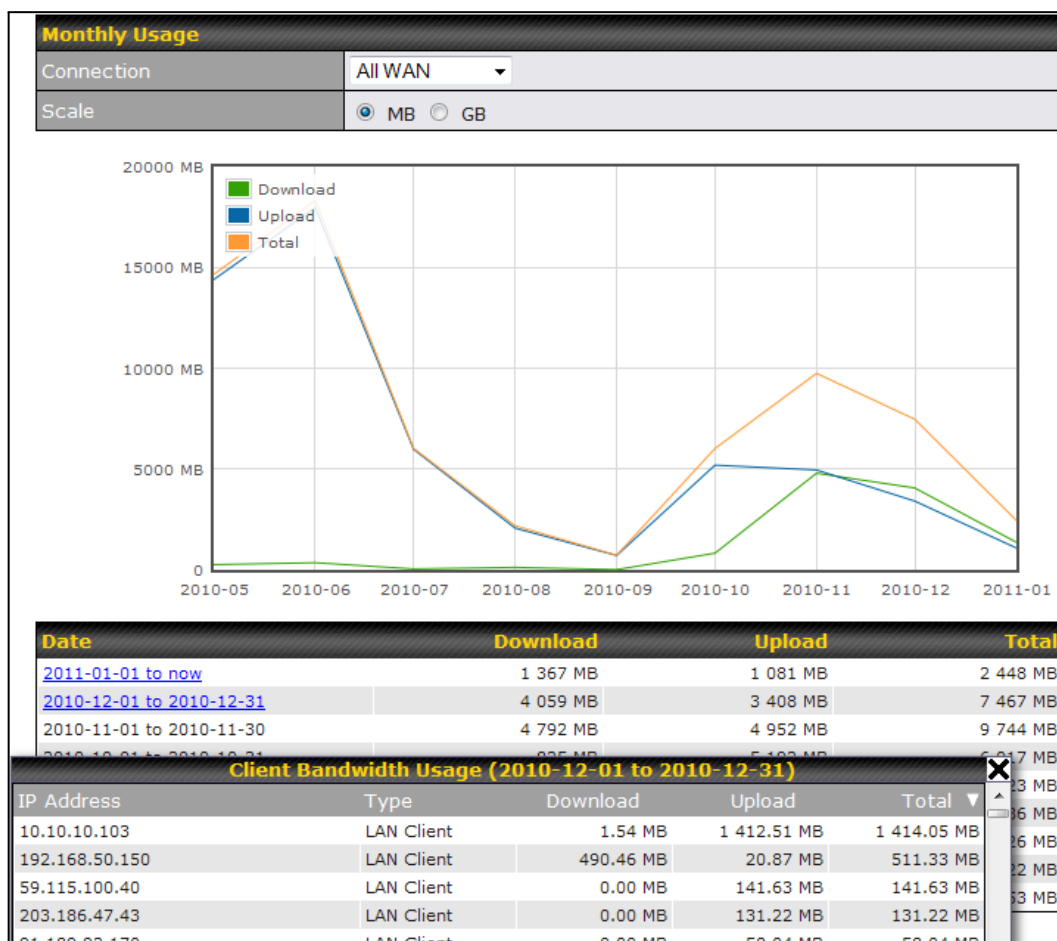 Monthly Usage
Connection All WAN
Scale MB GB
20000 MB
Download
Upload
Total
15000 MB
10000 MB
5000 MB
0
2010-05 2010-06 2010-07 2010-08 2010-09 2010-10 2010-11 2010-12 2011-01
Date Download Upload Total
2011-01-01 to now 1 367 MB 1 081 MB 2 448 MB
2010-12-01 to 2010-12-31 4 059 MB 3 408 MB 7 467 MB
2010-11-01 to 2010-11-30 4 792 MB 4 952 MB 9 744 MB
Client Bandwidth Usage (2010-12-01 to 2010-12-31)
IP Address Type Download Upload Total ▼
10.10.10.103 LAN Client 1.54 MB 1 412.51 MB 1 414.05 MB
192.168.50.150 LAN Client 490.46 MB 20.87 MB 511.33 MB
59.115.100.40 LAN Client 0.00 MB 141.63 MB 141.63 MB
203.186.47.43 LAN Client 0.00 MB 131.22 MB 131.22 MB